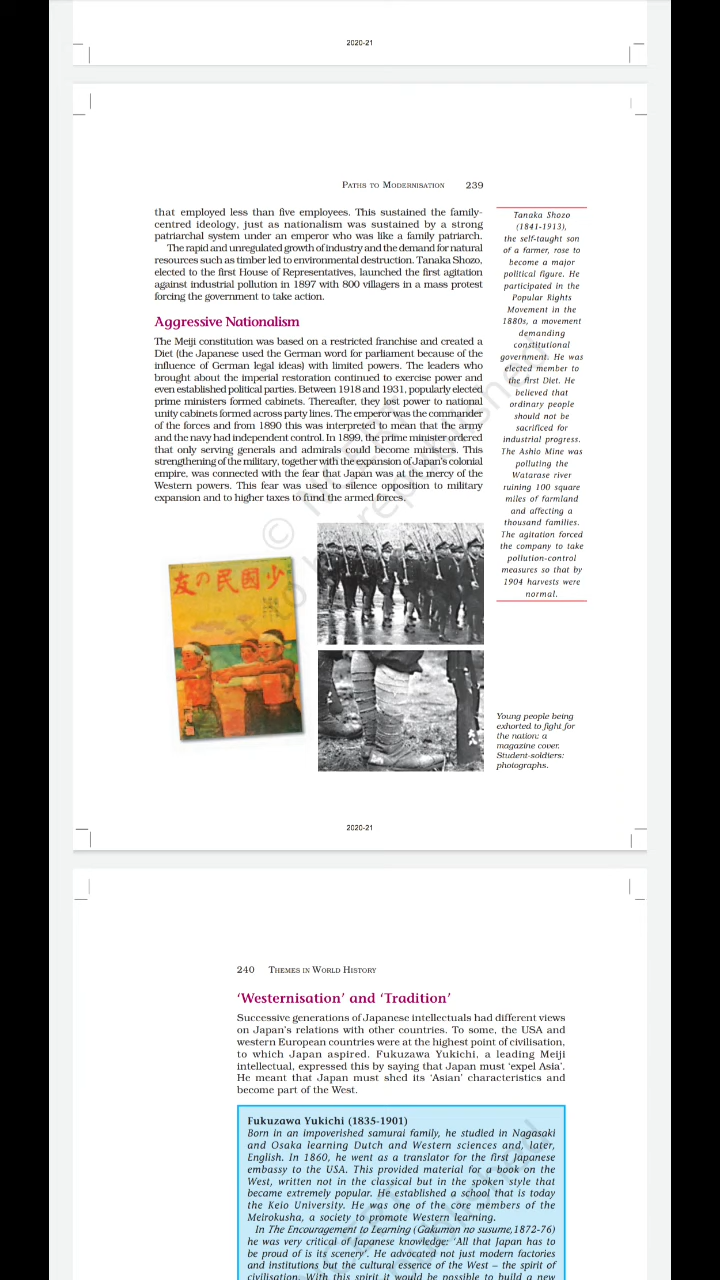 2020-21
PATHS TO MODERNISATION 239
that employed less than five employees. This sustained the family-
centred ideology, just as nationalism was sustained by a strong
patriarchal system under an emperor who was like a family patriarch.
The rapid and unregulated growth of industry and the demand for natural
resources such as timber led to environmental destruction. Tanaka Shozo,
elected to the first House of Representatives, launched the first agitation
against industrial pollution in 1897 with 800 villagers in a mass protest
forcing the government to take action.
Aggressive Nationalism
The Meiji constitution was based on a restricted franchise and created a
Diet (the Japanese used the German word for parliament because of the
influence of German legal ideas) with limited powers. The leaders who
brought about the imperial restoration continued to exercise power and
even established political parties. Between 1918 and 1931, popularly elected
prime ministers formed cabinets. Thereafter, they lost power to national
unity cabinets formed across party lines. The emperor was the commander
of the forces and from 1890 this was interpreted to mean that the army
and the navy had independent control. In 1899, the prime minister ordered
that only serving generals and admirals could become ministers. This
strengthening of the military, together with the expansion of Japan's colonial
empire, was connected with the fear that Japan was at the mercy of the
Western powers. This fear was used to silence opposition to military
expansion and to higher taxes to fund the armed forces.
Tanaka Shozo
(1841-1913),
the self-taught son
of a farmer, rose to
become a major
political figure. He
participated in the
Popular Rights
Movement in the
1880s, a movement
demanding
constitutional
government. He was
elected member to
the first Diet. He
believed that
ordinary people
should not be
sacrificed for
industrial progress.
The Ashio Mine was
polluting the
Watarase river
ruining 100 square
miles of farmland
and affecting a
thousand families.
The agitation forced
the company to take
pollution-control
measures so that by
1904 harvests were
normal.
友の民國少
Young people being
exhorted to fight for
the nation: a
magazine cover.
Student-soldiers:
photographs.
2020-21
240 THEMES IN WORLD HISTORY
'Westernisation' and 'Tradition'
Successive generations of Japanese intellectuals had different views
on Japan's relations with other countries. To some, the USA and
western European countries were at the highest point of civilisation,
to which Japan aspired. Fukuzawa Yukichi, a leading Meiji
intellectual, expressed this by saying that Japan must 'expel Asia'.
He meant that Japan must shed its 'Asian' characteristics and
become part of the West.
Fukuzawa Yukichi (1835-1901)
Born in an impoverished samurai family, he studied in Nagasaki
and Osaka learning Dutch and Western sciences and, later,
English. In 1860, he went as a translator for the first Japanese
embassy to the USA. This provided material for a book on the
West, written not in the classical but in the spoken style that
became extremely popular. He established a school that is today
the Keio University. He was one of the core members of the
Meirokusha, a society to promote Western learning.
In The Encouragement to Learning (Gakumon no susume, 1872-76)
he was very critical of Japanese knowledge: 'All that Japan has to
be proud of is its scenery'. He advocated not just modern factories
and institutions but the cultural essence of the West – the spirit of
civilisation. With this spirit it would be possible to build a new